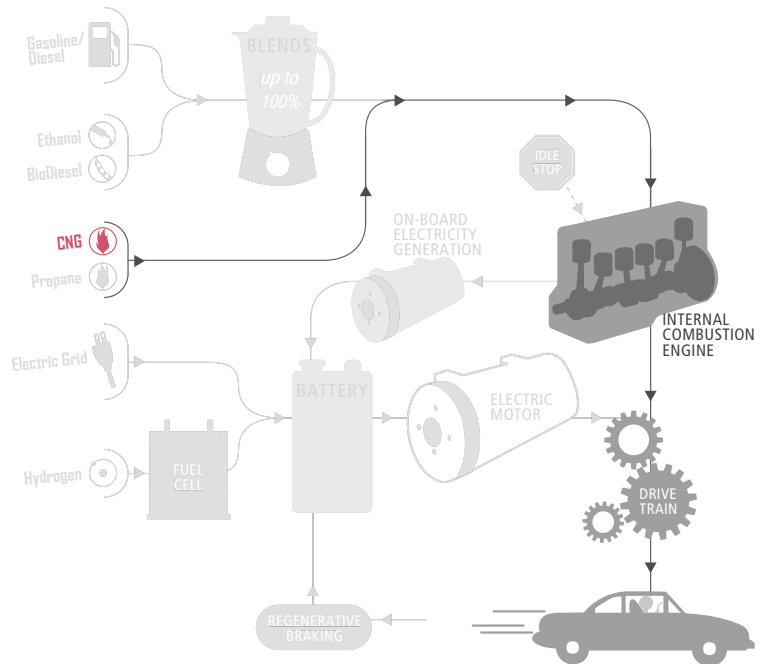 Gasoline/
Diesel
BLENDS
up to
100%
Ethanol
BioDiesel
IDLE
STOP
CNG
Propane
ON-BOARD
ELECTRICITY
GENERATION
INTERNAL
COMBUSTION
ENGINE
Electric Grid
BATTERY
ELECTRIC
MOTOR
Hydrogen
FUEL
CELL
DRIVE
TRAIN
REGENERATIVE
BRAKING